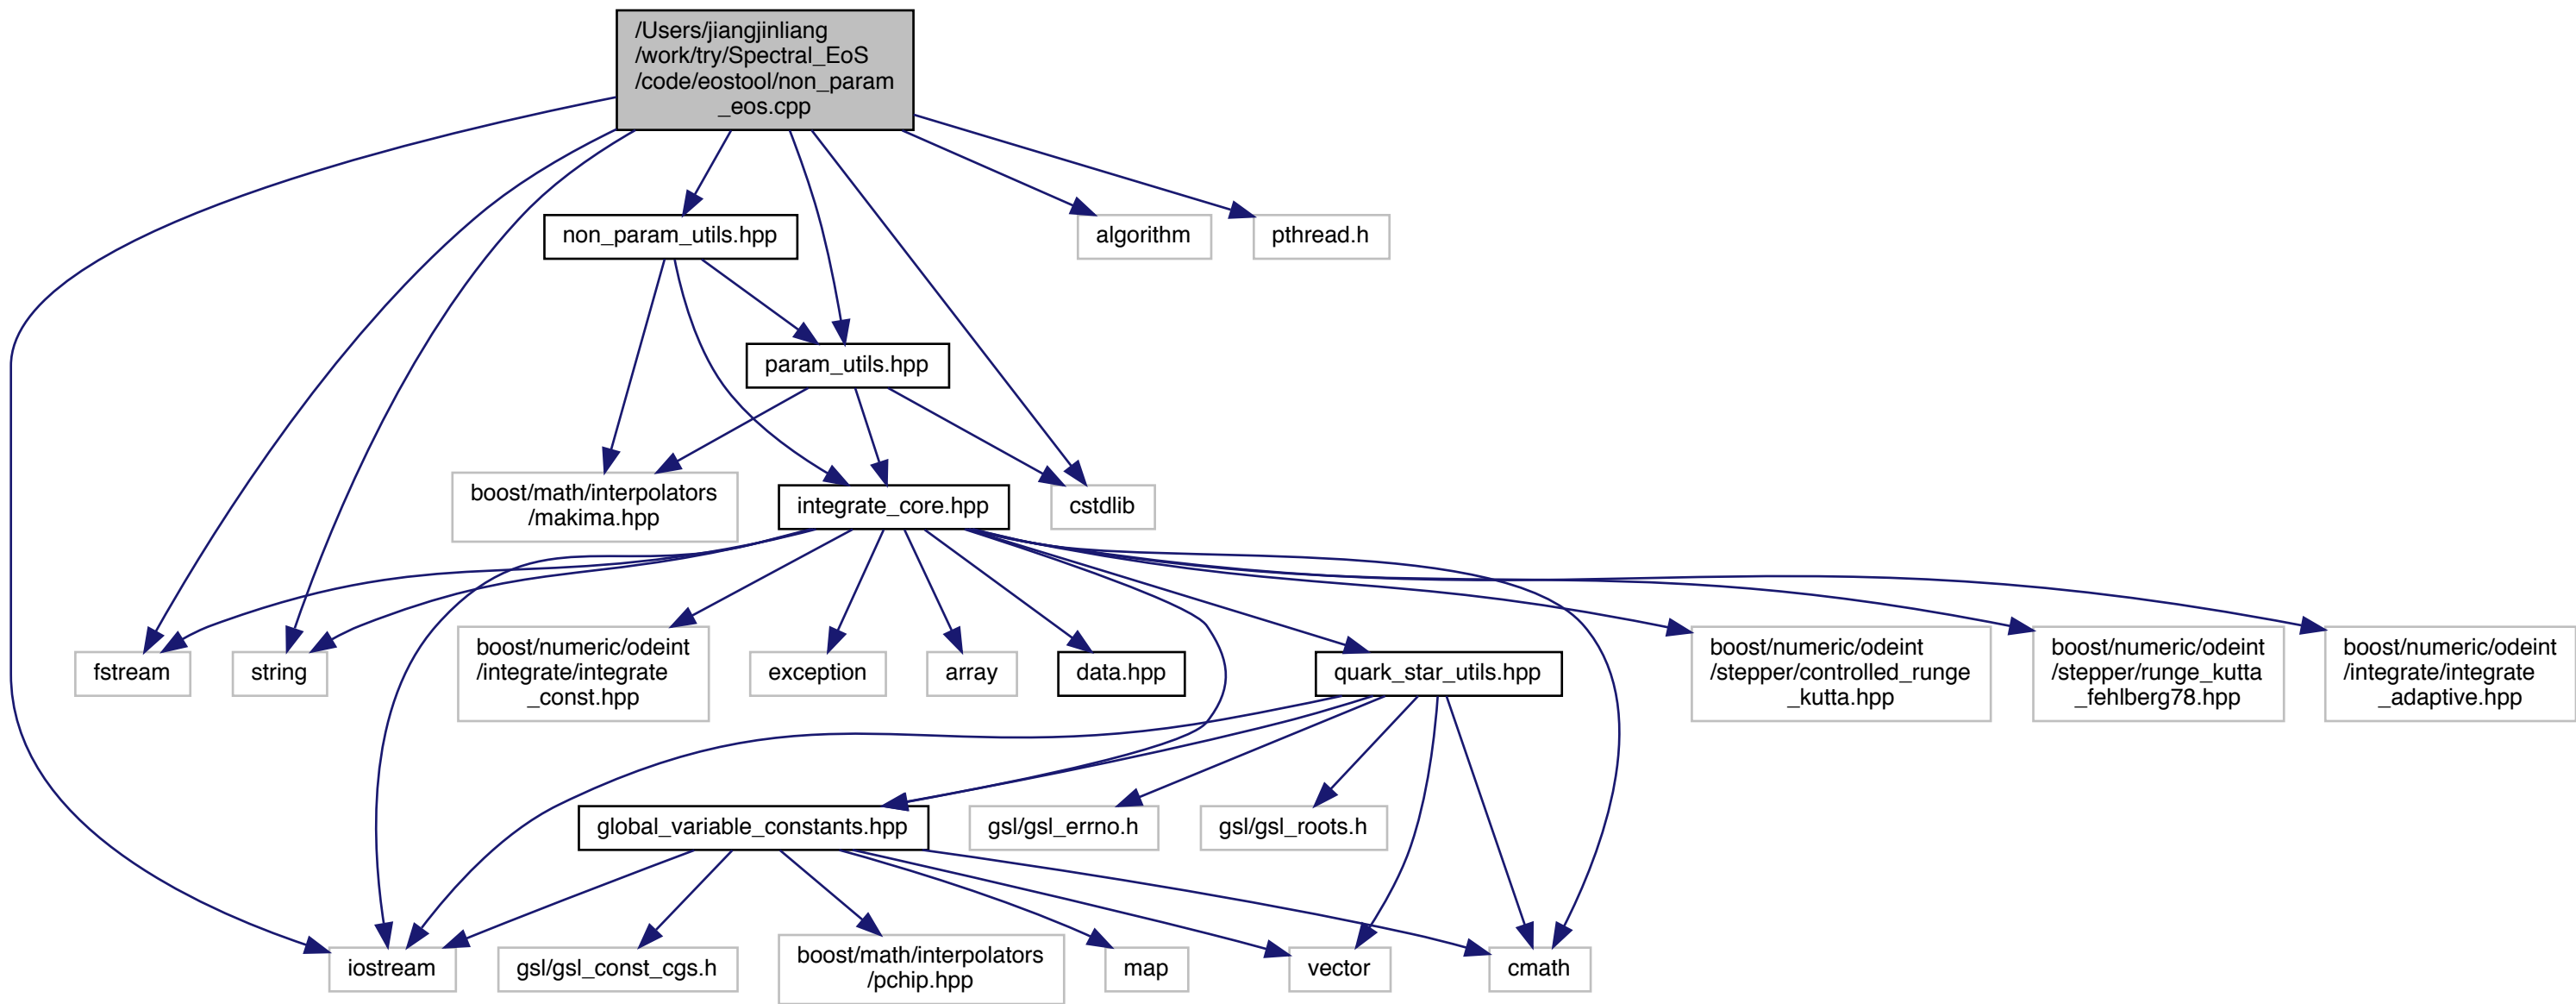 /Users/jiangjinliang
/work/try/Spectral_EoS
/code/eostool/non_param
_eos.cpp
non_param_utils.hpp
algorithm
pthread.h
param_utils.hpp
boost/math/interpolators
/makima.hpp
integrate_core.hpp
cstdlib
fstream
string
boost/numeric/odeint
/integrate/integrate
_const.hpp
exception
array
data.hpp
quark_star_utils.hpp
boost/numeric/odeint
/stepper/controlled_runge
_kutta.hpp
boost/numeric/odeint
/stepper/runge_kutta
_fehlberg78.hpp
boost/numeric/odeint
/integrate/integrate
_adaptive.hpp
global_variable_constants.hpp
gsl/gsl_errno.h
gsl/gsl_roots.h
iostream
gsl/gsl_const_cgs.h
boost/math/interpolators
/pchip.hpp
map
vector
cmath